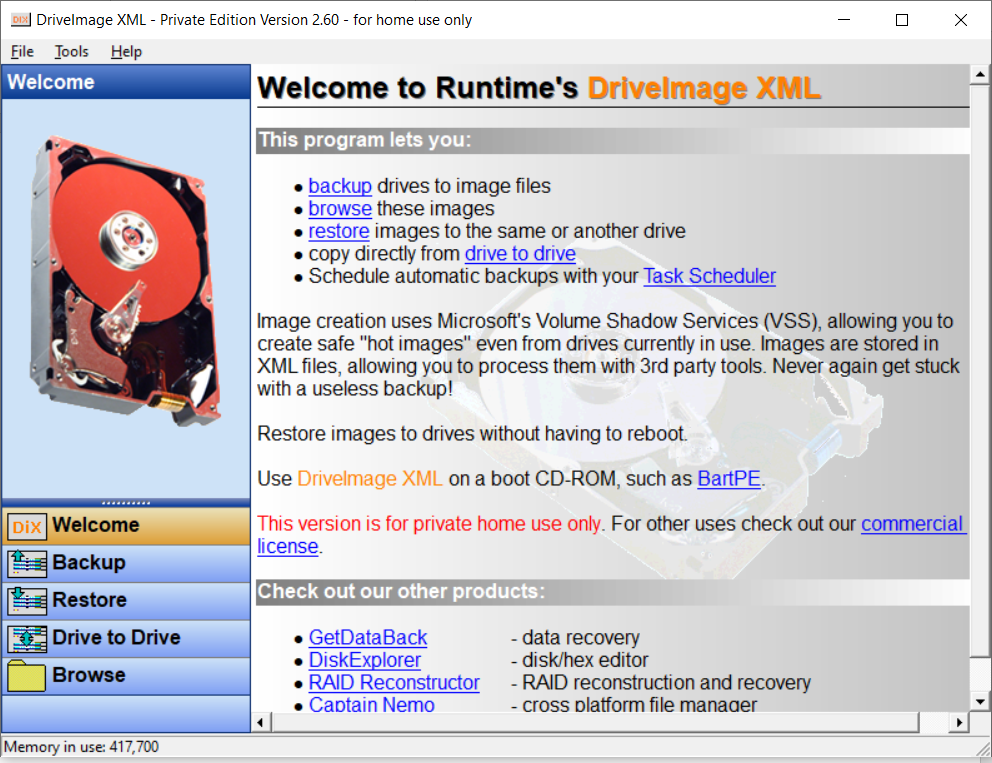 DiX DriveImage XML - Private Edition Version 2.60 - for home use only
File Tools Help
Welcome
Welcome to Runtime's DriveImage XML
This program lets you:
• backup drives to image files
• browse these images
• restore images to the same or another drive
• copy directly from drive to drive
• Schedule automatic backups with your Task Scheduler
Image creation uses Microsoft's Volume Shadow Services (VSS), allowing you to
create safe "hot images" even from drives currently in use. Images are stored in
XML files, allowing you to process them with 3rd party tools. Never again get stuck
with a useless backup!
Restore images to drives without having to reboot.
Use DriveImage XML on a boot CD-ROM, such as BartPE.
This version is for private home use only. For other uses check out our commercial
license.
Check out our other products:
• GetDataBack - data recovery
• DiskExplorer - disk/hex editor
• RAID Reconstructor - RAID reconstruction and recovery
• Captain Nemo - cross platform file manager
DiX Welcome
Backup
Restore
Drive to Drive
Browse
Memory in use: 417,700